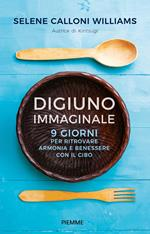 SELENE CALLONI WILLIAMS
Autrice di Kintsugi
DIGIUNO
IMMAGINALE
9 GIORNI
PER RITROVARE
ARMONIA E BENESSERE
CON IL CIBO
PIEMME